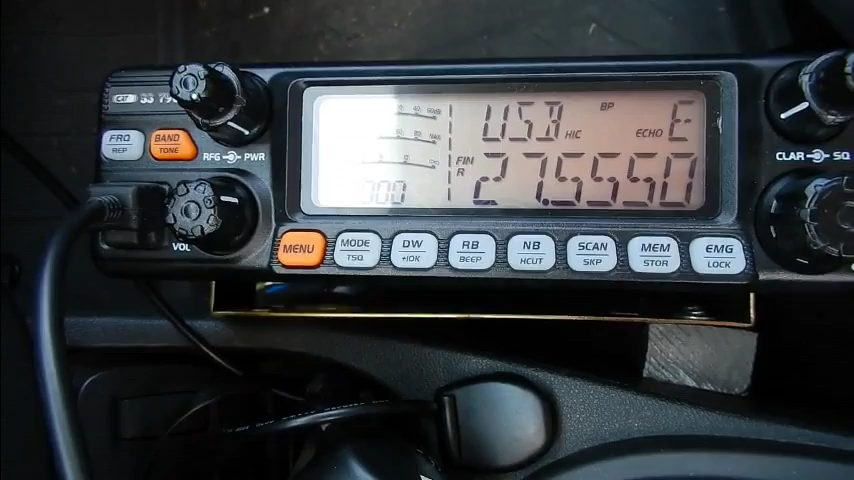 CAT
FRQ
REP
BAND
TONE
RFG PWR
VOL
USB HIC BP ECHO E
FIN
R
27.5550
000
CLAR SQ
MENU
MODE
TSQ
DW
+10K
RB
BEEP
NB
HCUT
SCAN
SKP
MEM
STOR
EMG
LOCK